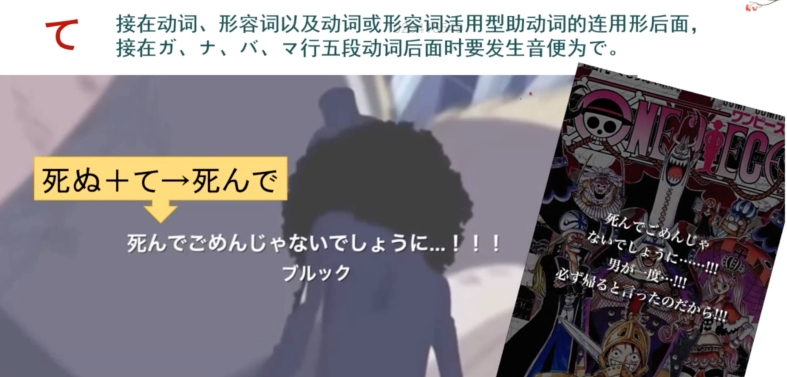 て
接在动词、形容词以及动词或形容词活用型助动词的连用形后面，
接在ガ、ナ、バ、マ行五段动词后面时要发生音便为で。
死ぬ＋て→死んで
死んでごめんじゃないでしょうに...！！！
ブルック
ONE PIECE
ワンピース
死んでごめんじゃ
ないでしょうに……!!!
男が一度…!!!
必ず帰ると言ったのだから!!!